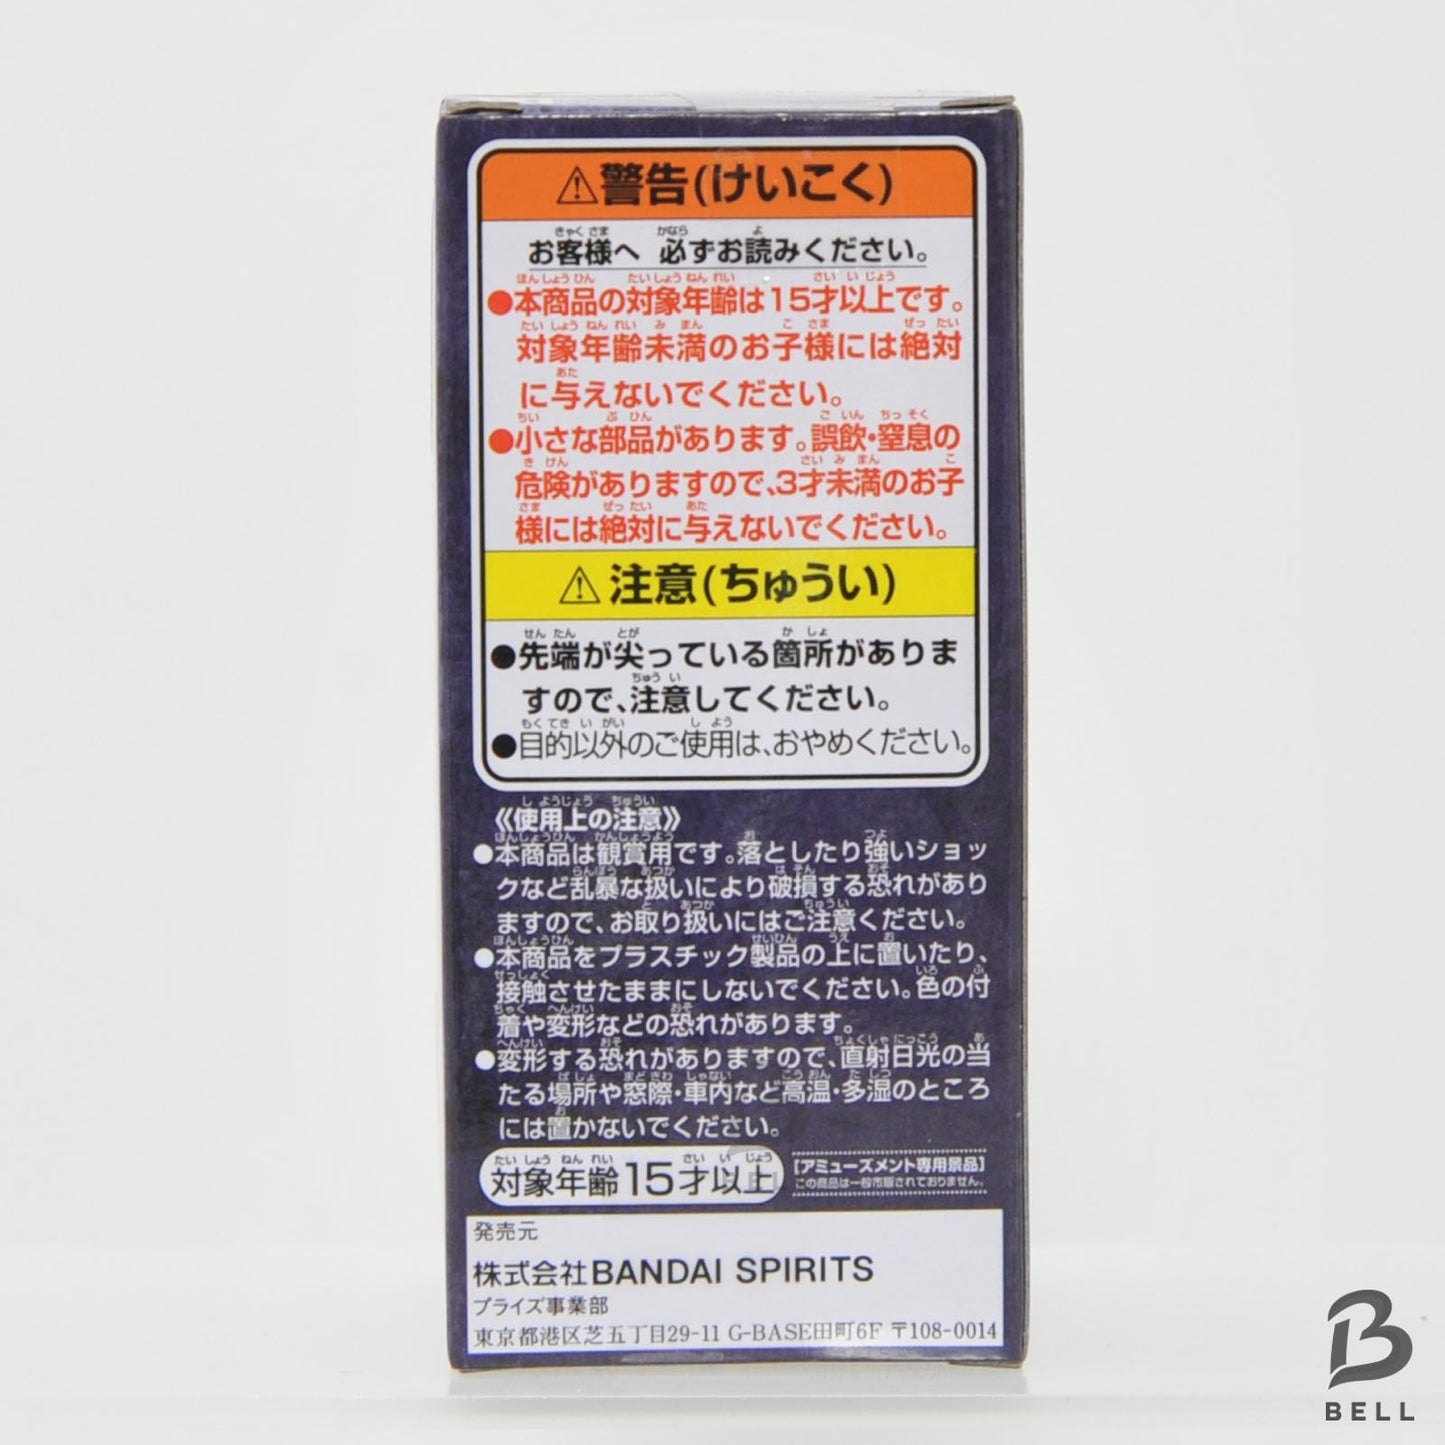 ⚠警告(けいこく)
お客様へ 必ずお読みください。
●本商品の対象年齢は15才以上です。
対象年齢未満のお子様には絶対
に与えないでください。
●小さな部品があります。誤飲・窒息の
危険がありますので、3才未満のお子
様には絶対に与えないでください。
⚠注意(ちゅうい)
●先端が尖っている箇所がありま
すので、注意してください。
●目的以外のご使用は、おやめください。
《使用上の注意》
●本商品は観賞用です。落としたり強いショッ
クなど乱暴な扱いにより破損する恐れがあり
ますので、お取り扱いにはご注意ください。
●本商品をプラスチック製品の上に置いたり、
接触させたままにしないでください。色の付
着や変形などの恐れがあります。
●変形する恐れがありますので、直射日光の当
たる場所や窓際・車内など高温・多湿のところ
には置かないでください。
対象年齢15才以上
【アミューズメント専用景品】
この商品は一般市販されておりません。
発売元
株式会社BANDAI SPIRITS
プライズ事業部
東京都港区芝五丁目29-11 G-BASE田町6F 〒108-0014
B
BELL